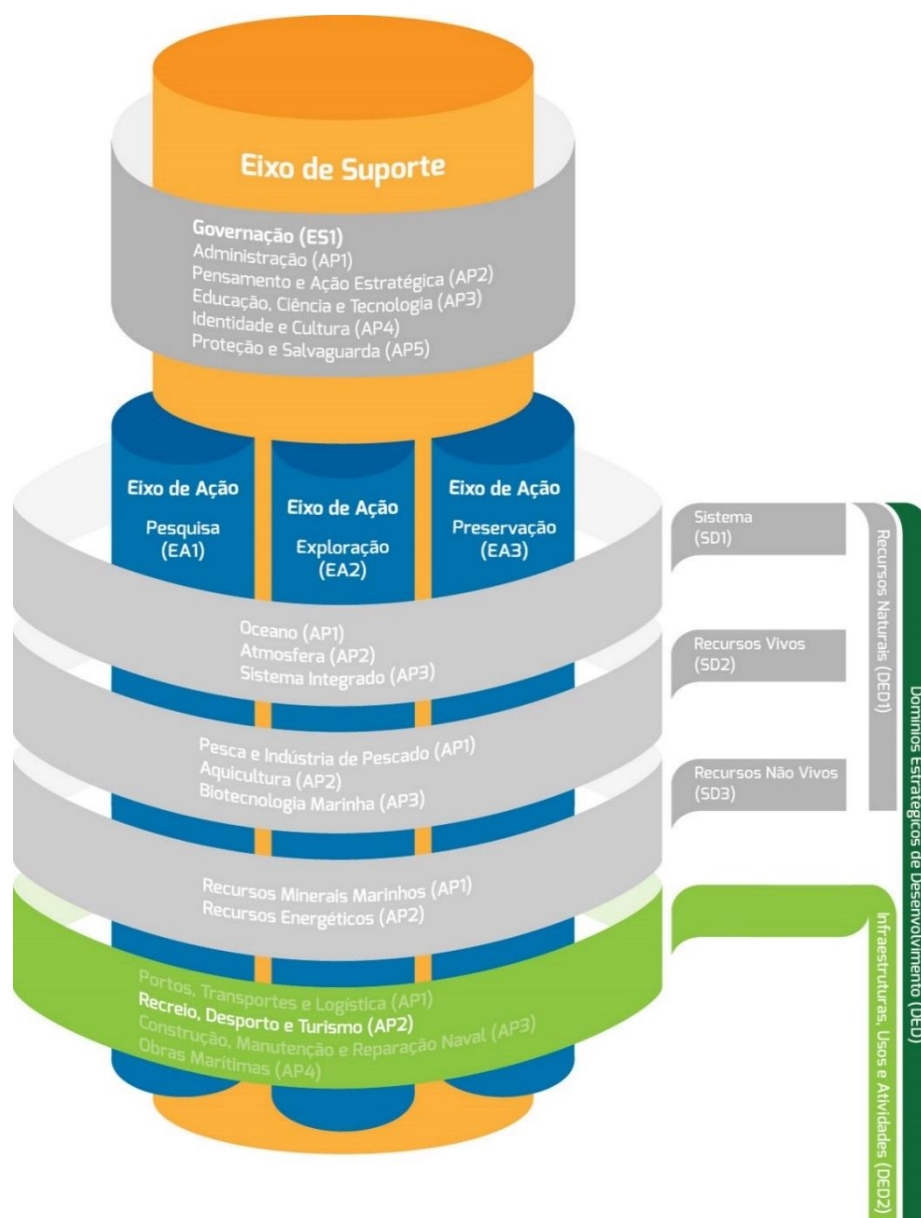 Eixo de Suporte
Governação (ES1)
Administração (AP1)
Pensamento e Ação Estratégica (AP2)
Educação, Ciência e Tecnologia (AP3)
Identidade e Cultura (AP4)
Proteção e Salvaguarda (AP5)
Eixo de Ação
Pesquisa
(EA1)
Eixo de Ação
Exploração
(EA2)
Eixo de Ação
Preservação
(EA3)
Oceano (AP1)
Atmosfera (AP2)
Sistema Integrado (AP3)
Sistema
(SD1)
Pesca e Indústria de Pescado (AP1)
Aquicultura (AP2)
Biotecnologia Marinha (AP3)
Recursos Vivos
(SD2)
Recursos Minerais Marinhos (AP1)
Recursos Energéticos (AP2)
Recursos Não Vivos
(SD3)
Portos, Transportes e Logística (AP1)
Recreio, Desporto e Turismo (AP2)
Construção, Manutenção e Reparação Naval (AP3)
Obras Marítimas (AP4)
Recursos Naturais (DED1)
Infraestruturas, Usos e Atividades (DED2)
Domínios Estratégicos de Desenvolvimento (DED)